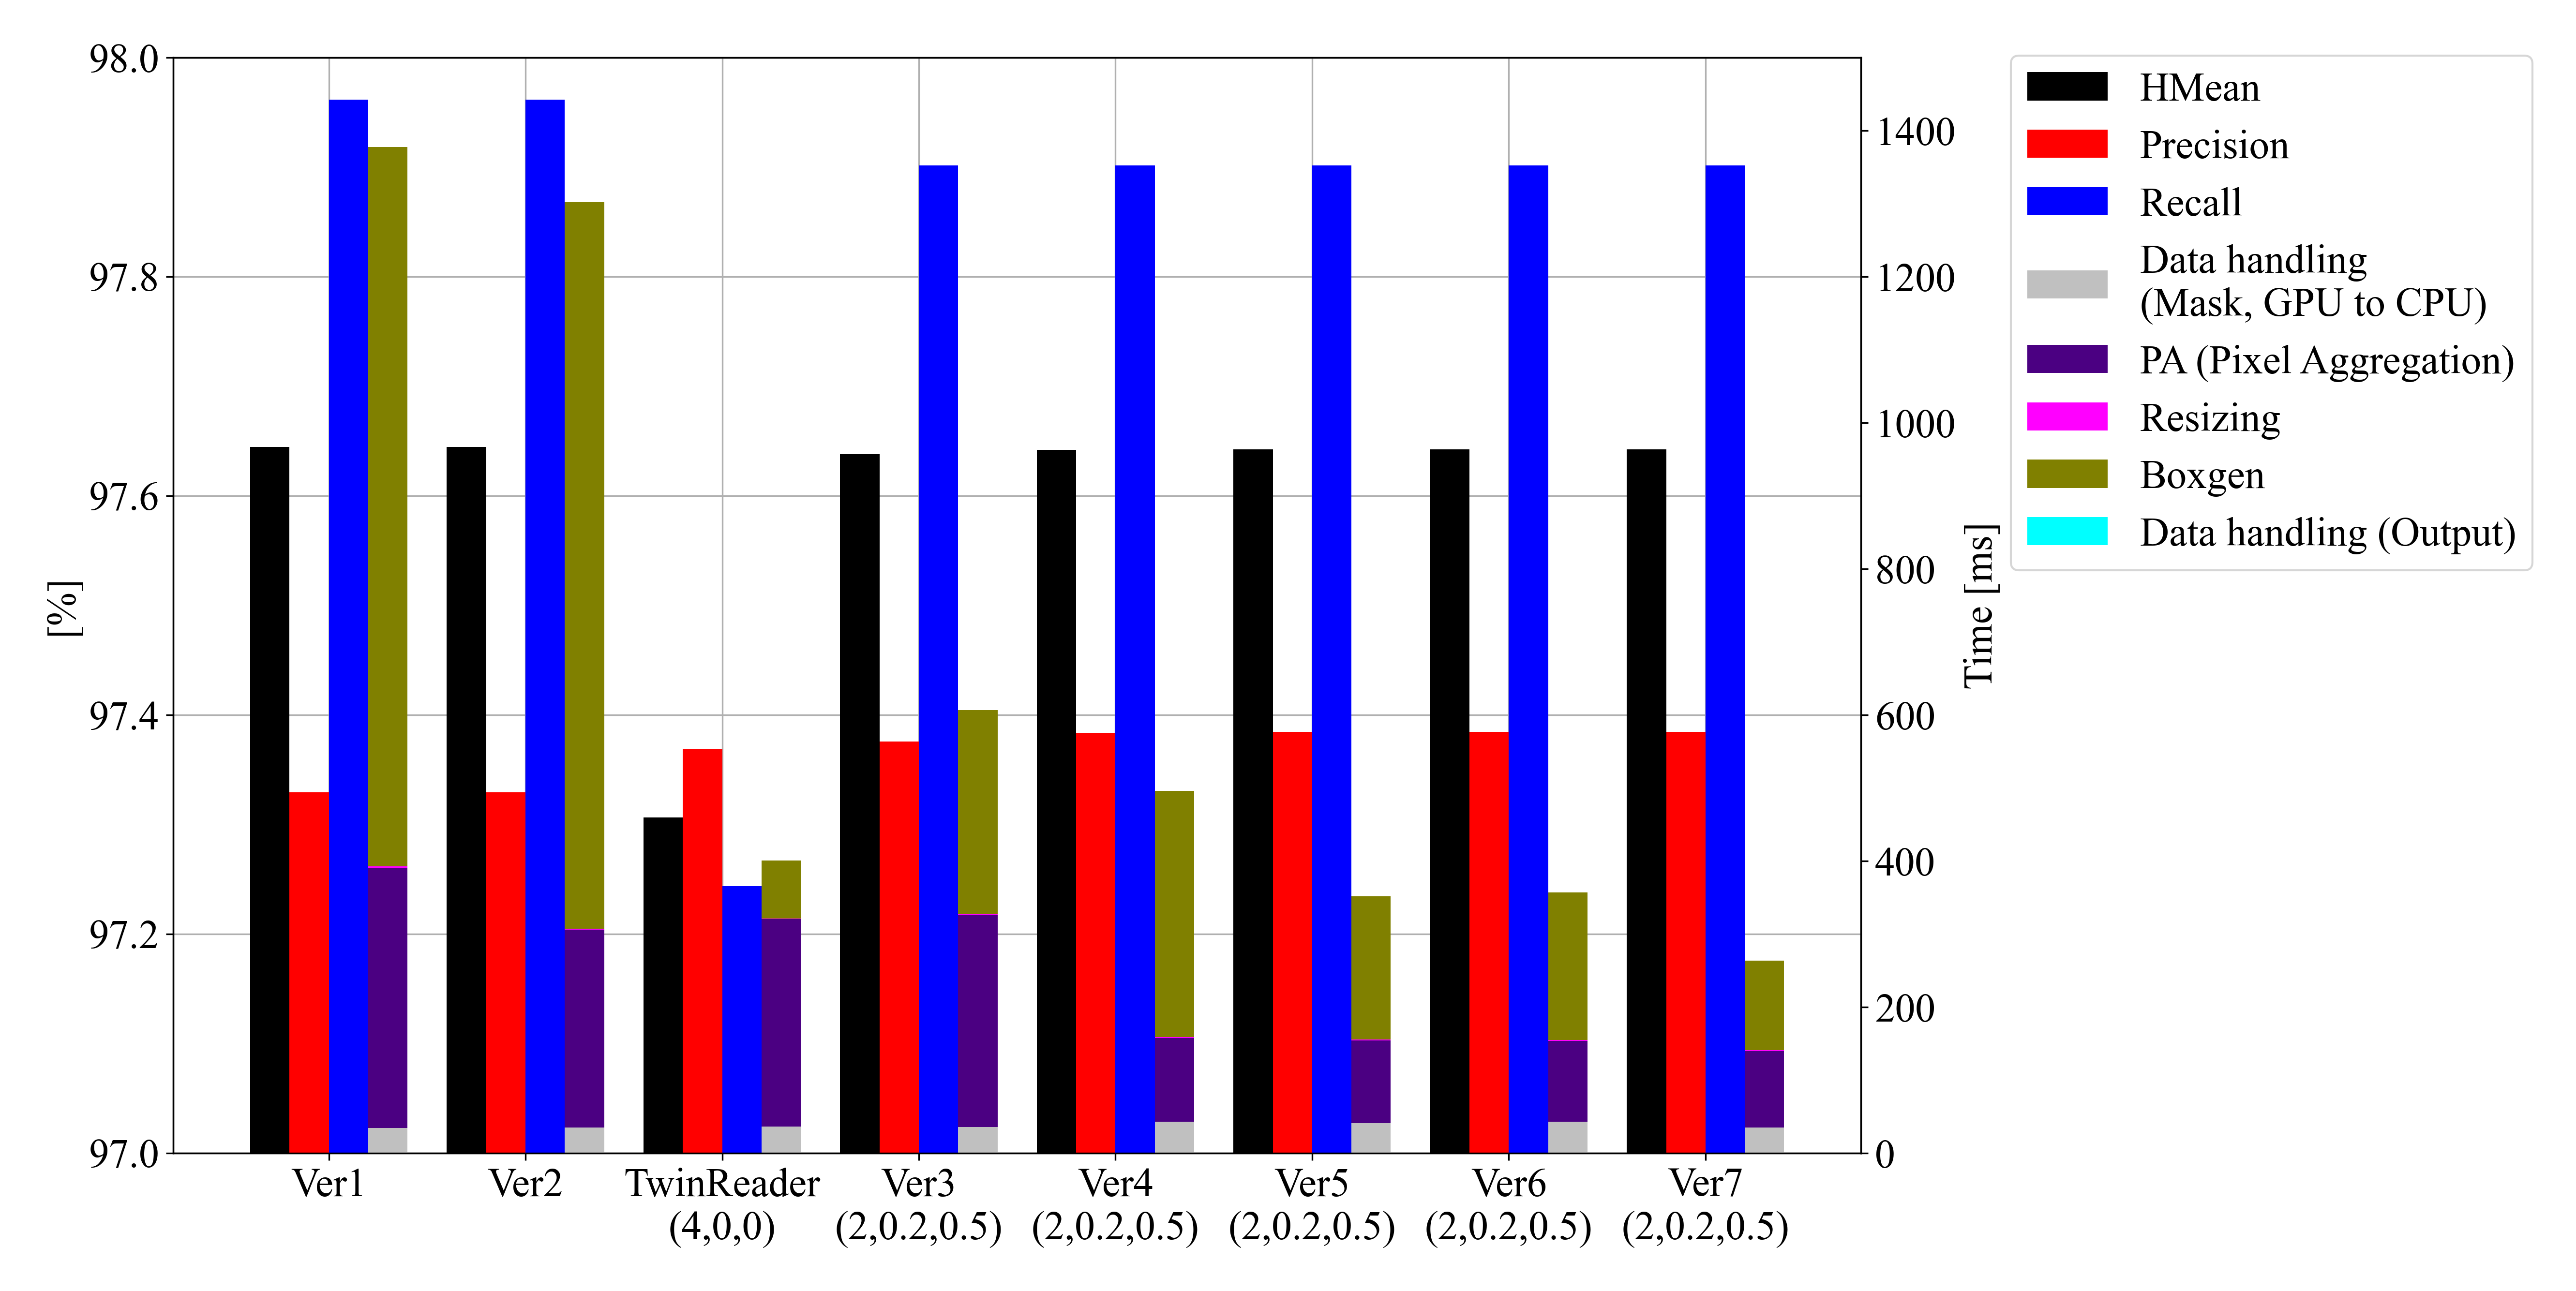 98.0
97.8
97.6
97.4
97.2
97.0
[%]
1400
1200
1000
800
600
400
200
0
Time [ms]
Ver1
Ver2
TwinReader
(4,0,0)
Ver3
(2,0.2,0.5)
Ver4
(2,0.2,0.5)
Ver5
(2,0.2,0.5)
Ver6
(2,0.2,0.5)
Ver7
(2,0.2,0.5)
HMean
Precision
Recall
Data handling
(Mask, GPU to CPU)
PA (Pixel Aggregation)
Resizing
Boxgen
Data handling (Output)